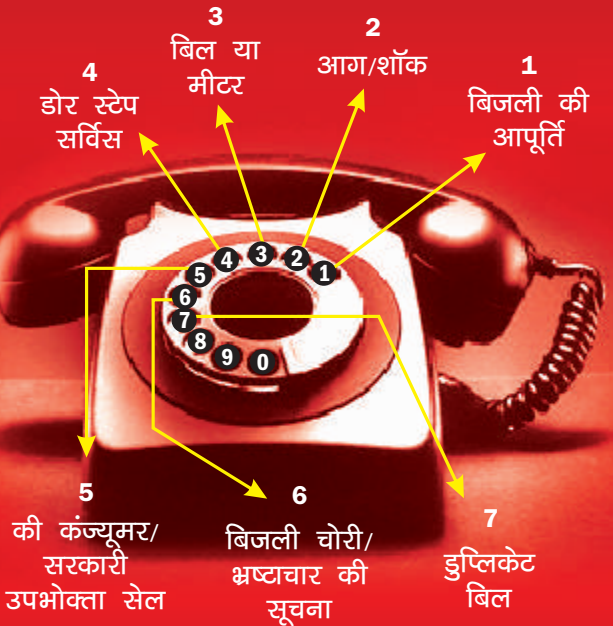 1
बिजली की
आपूर्ति
2
आग/शॉक
3
बिल या
मीटर
4
डोर स्टेप
सर्विस
4
3
2
1
5
6
7
8
9
0
5
की कंज्यूमर/
सरकारी
उपभोक्ता सेल
6
बिजली चोरी/
भ्रष्टाचार की
सूचना
7
डुप्लिकेट
बिल